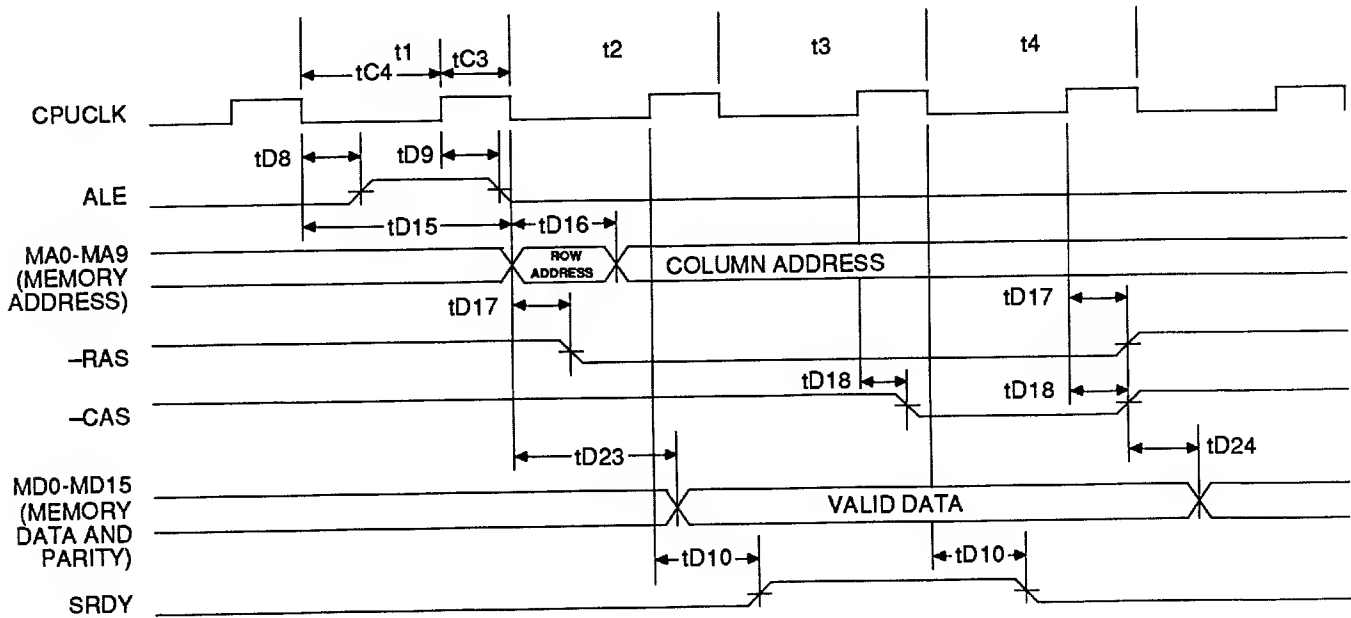 t1
t2
t3
t4
tC4
tC3
CPUCLK
tD8
tD9
ALE
tD15
tD16
MA0-MA9
(MEMORY
ADDRESS)
ROW
ADDRESS
COLUMN ADDRESS
tD17
tD17
–RAS
tD18
tD18
–CAS
tD23
tD24
MD0-MD15
(MEMORY
DATA AND
PARITY)
VALID DATA
tD10
tD10
SRDY